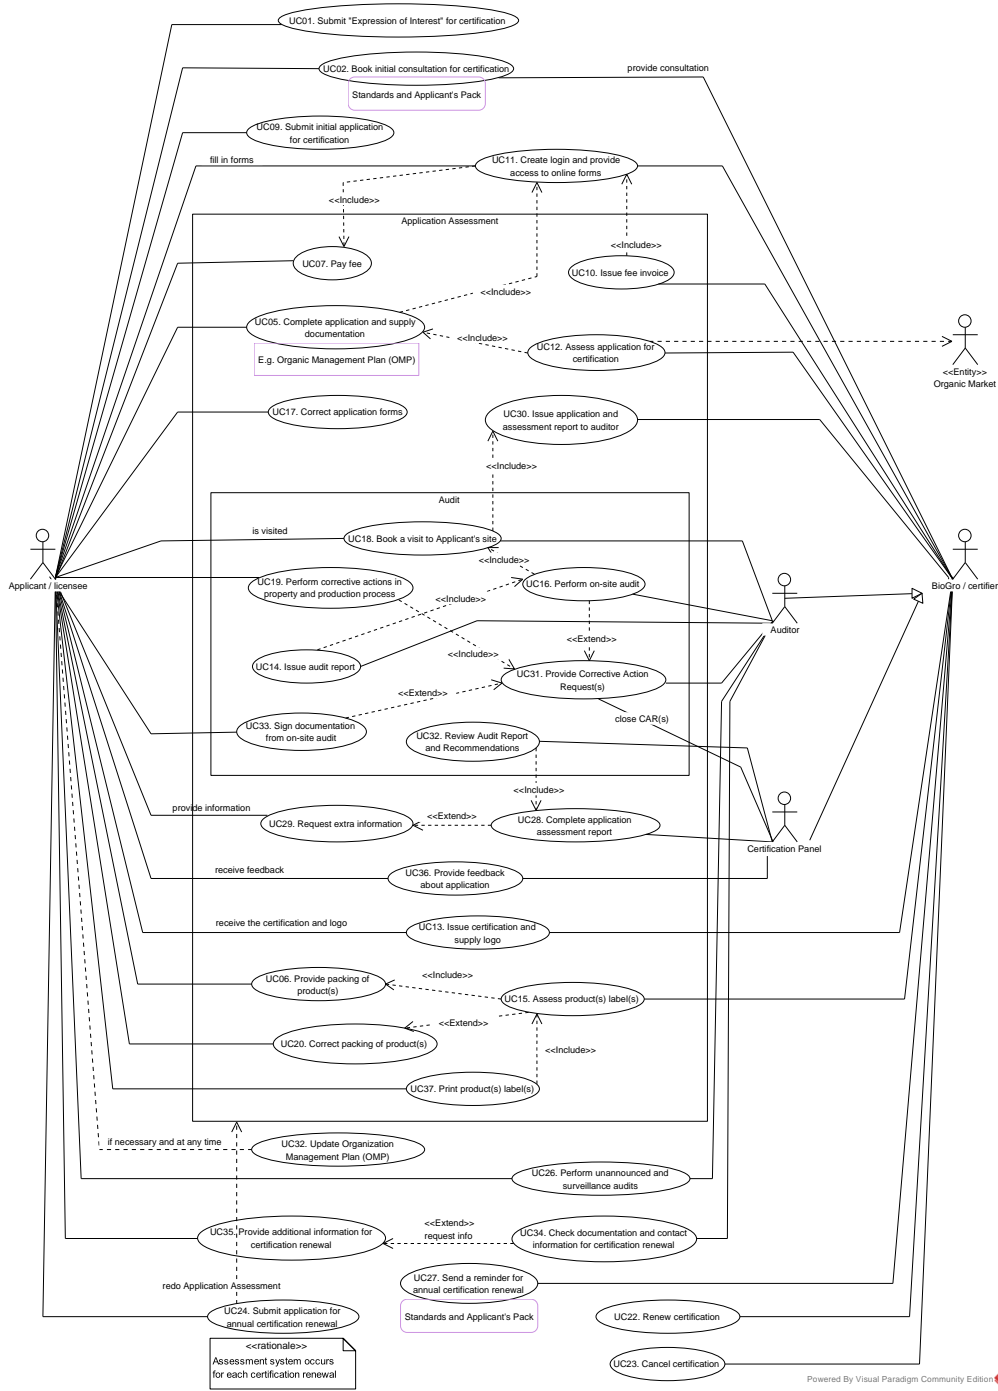 UC01. Submit "Expression of Interest" for certification
UC02. Book initial consultation for certification
provide consultation
Standards and Applicant's Pack
UC09. Submit initial application
for certification
fill in forms
UC11. Create login and provide
access to online forms
<<Include>>
Application Assessment
<<Include>>
UC07. Pay fee
UC10. Issue fee invoice
<<Include>>
UC05. Complete application and supply
documentation
<<Include>>
UC12. Assess application for
certification
E.g. Organic Management Plan (OMP)
<<Entity>>
Organic Market
UC17. Correct application forms
UC30. Issue application and
assessment report to auditor
<<Include>>
Audit
is visited
UC18. Book a visit to Applicant's site
<<Include>>
Applicant / licensee
UC19. Perform corrective actions in
property and production process
UC16. Perform on-site audit
BioGro / certifier
<<Include>>
Auditor
<<Extend>>
<<Include>>
UC14. Issue audit report
UC31. Provide Corrective Action
Request(s)
<<Extend>>
close CAR(s)
UC33. Sign documentation
from on-site audit
UC32. Review Audit Report
and Recommendations
<<Include>>
provide information
UC29. Request extra information
<<Extend>>
UC28. Complete application
assessment report
Certification Panel
receive feedback
UC36. Provide feedback
about application
receive the certification and logo
UC13. Issue certification and
supply logo
UC06. Provide packing of
product(s)
<<Include>>
UC15. Assess product(s) label(s)
<<Extend>>
UC20. Correct packing of product(s)
<<Include>>
UC37. Print product(s) label(s)
if necessary and at any time
UC32. Update Organization
Management Plan (OMP)
UC26. Perform unannounced and
surveillance audits
UC35. Provide additional information for
certification renewal
<<Extend>>
request info
UC34. Check documentation and contact
information for certification renewal
redo Application Assessment
UC27. Send a reminder for
annual certification renewal
Standards and Applicant's Pack
UC24. Submit application for
annual certification renewal
UC22. Renew certification
<<rationale>>
Assessment system occurs
for each certification renewal
UC23. Cancel certification
Powered By Visual Paradigm Community Edition